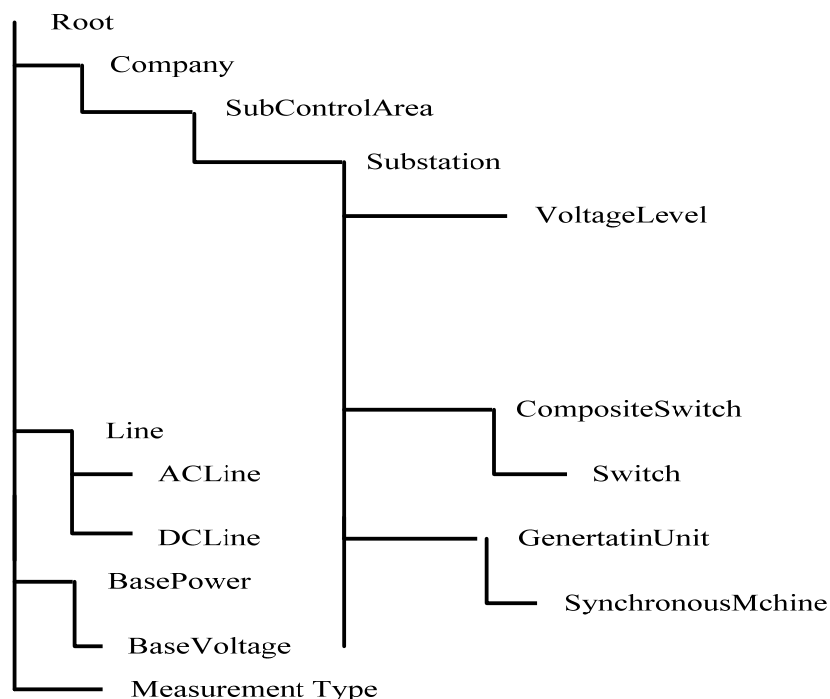 Root
Company
SubControlArea
Substation
VoltageLevel
CompositeSwitch
Line
ACLine
Switch
DCLine
GenertatinUnit
BasePower
SynchronousMchine
BaseVoltage
Measurement Type